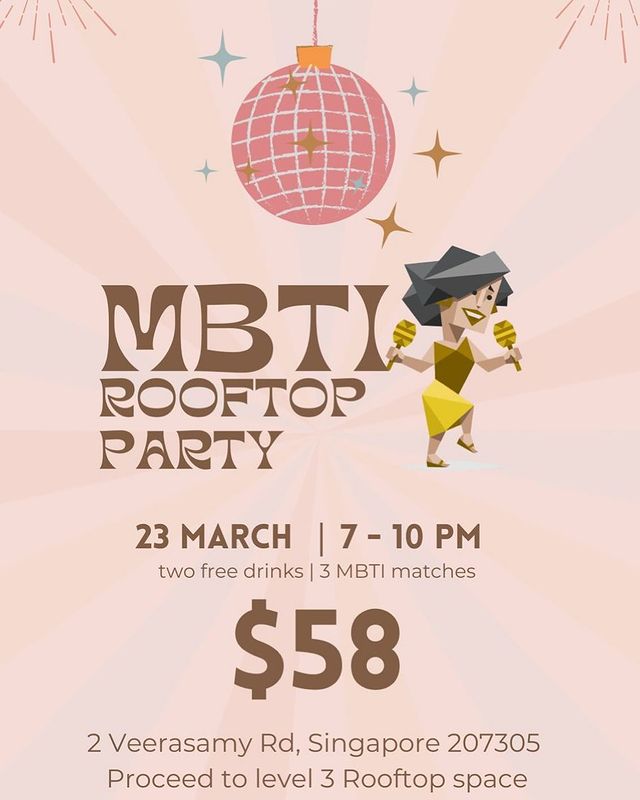 MBTI
ROOFTOP
PARTY
23 MARCH | 7 - 10 PM
two free drinks | 3 MBTI matches
$58
2 Veerasamy Rd, Singapore 207305
Proceed to level 3 Rooftop space